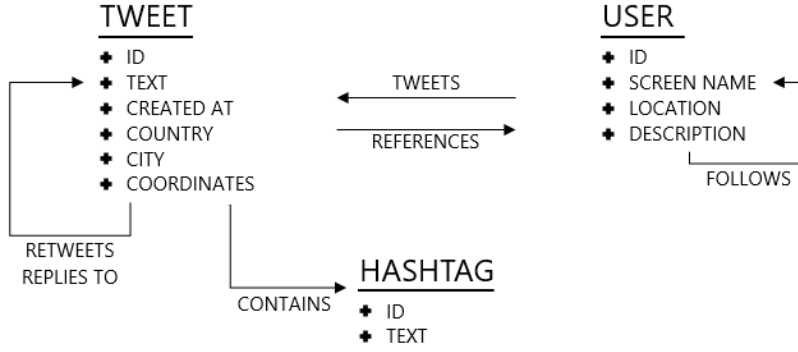 TWEET
ID
TEXT
CREATED AT
COUNTRY
CITY
COORDINATES
RETWEETS
REPLIES TO
TWEETS
REFERENCES
USER
ID
SCREEN NAME
LOCATION
DESCRIPTION
FOLLOWS
CONTAINS
HASHTAG
ID
TEXT